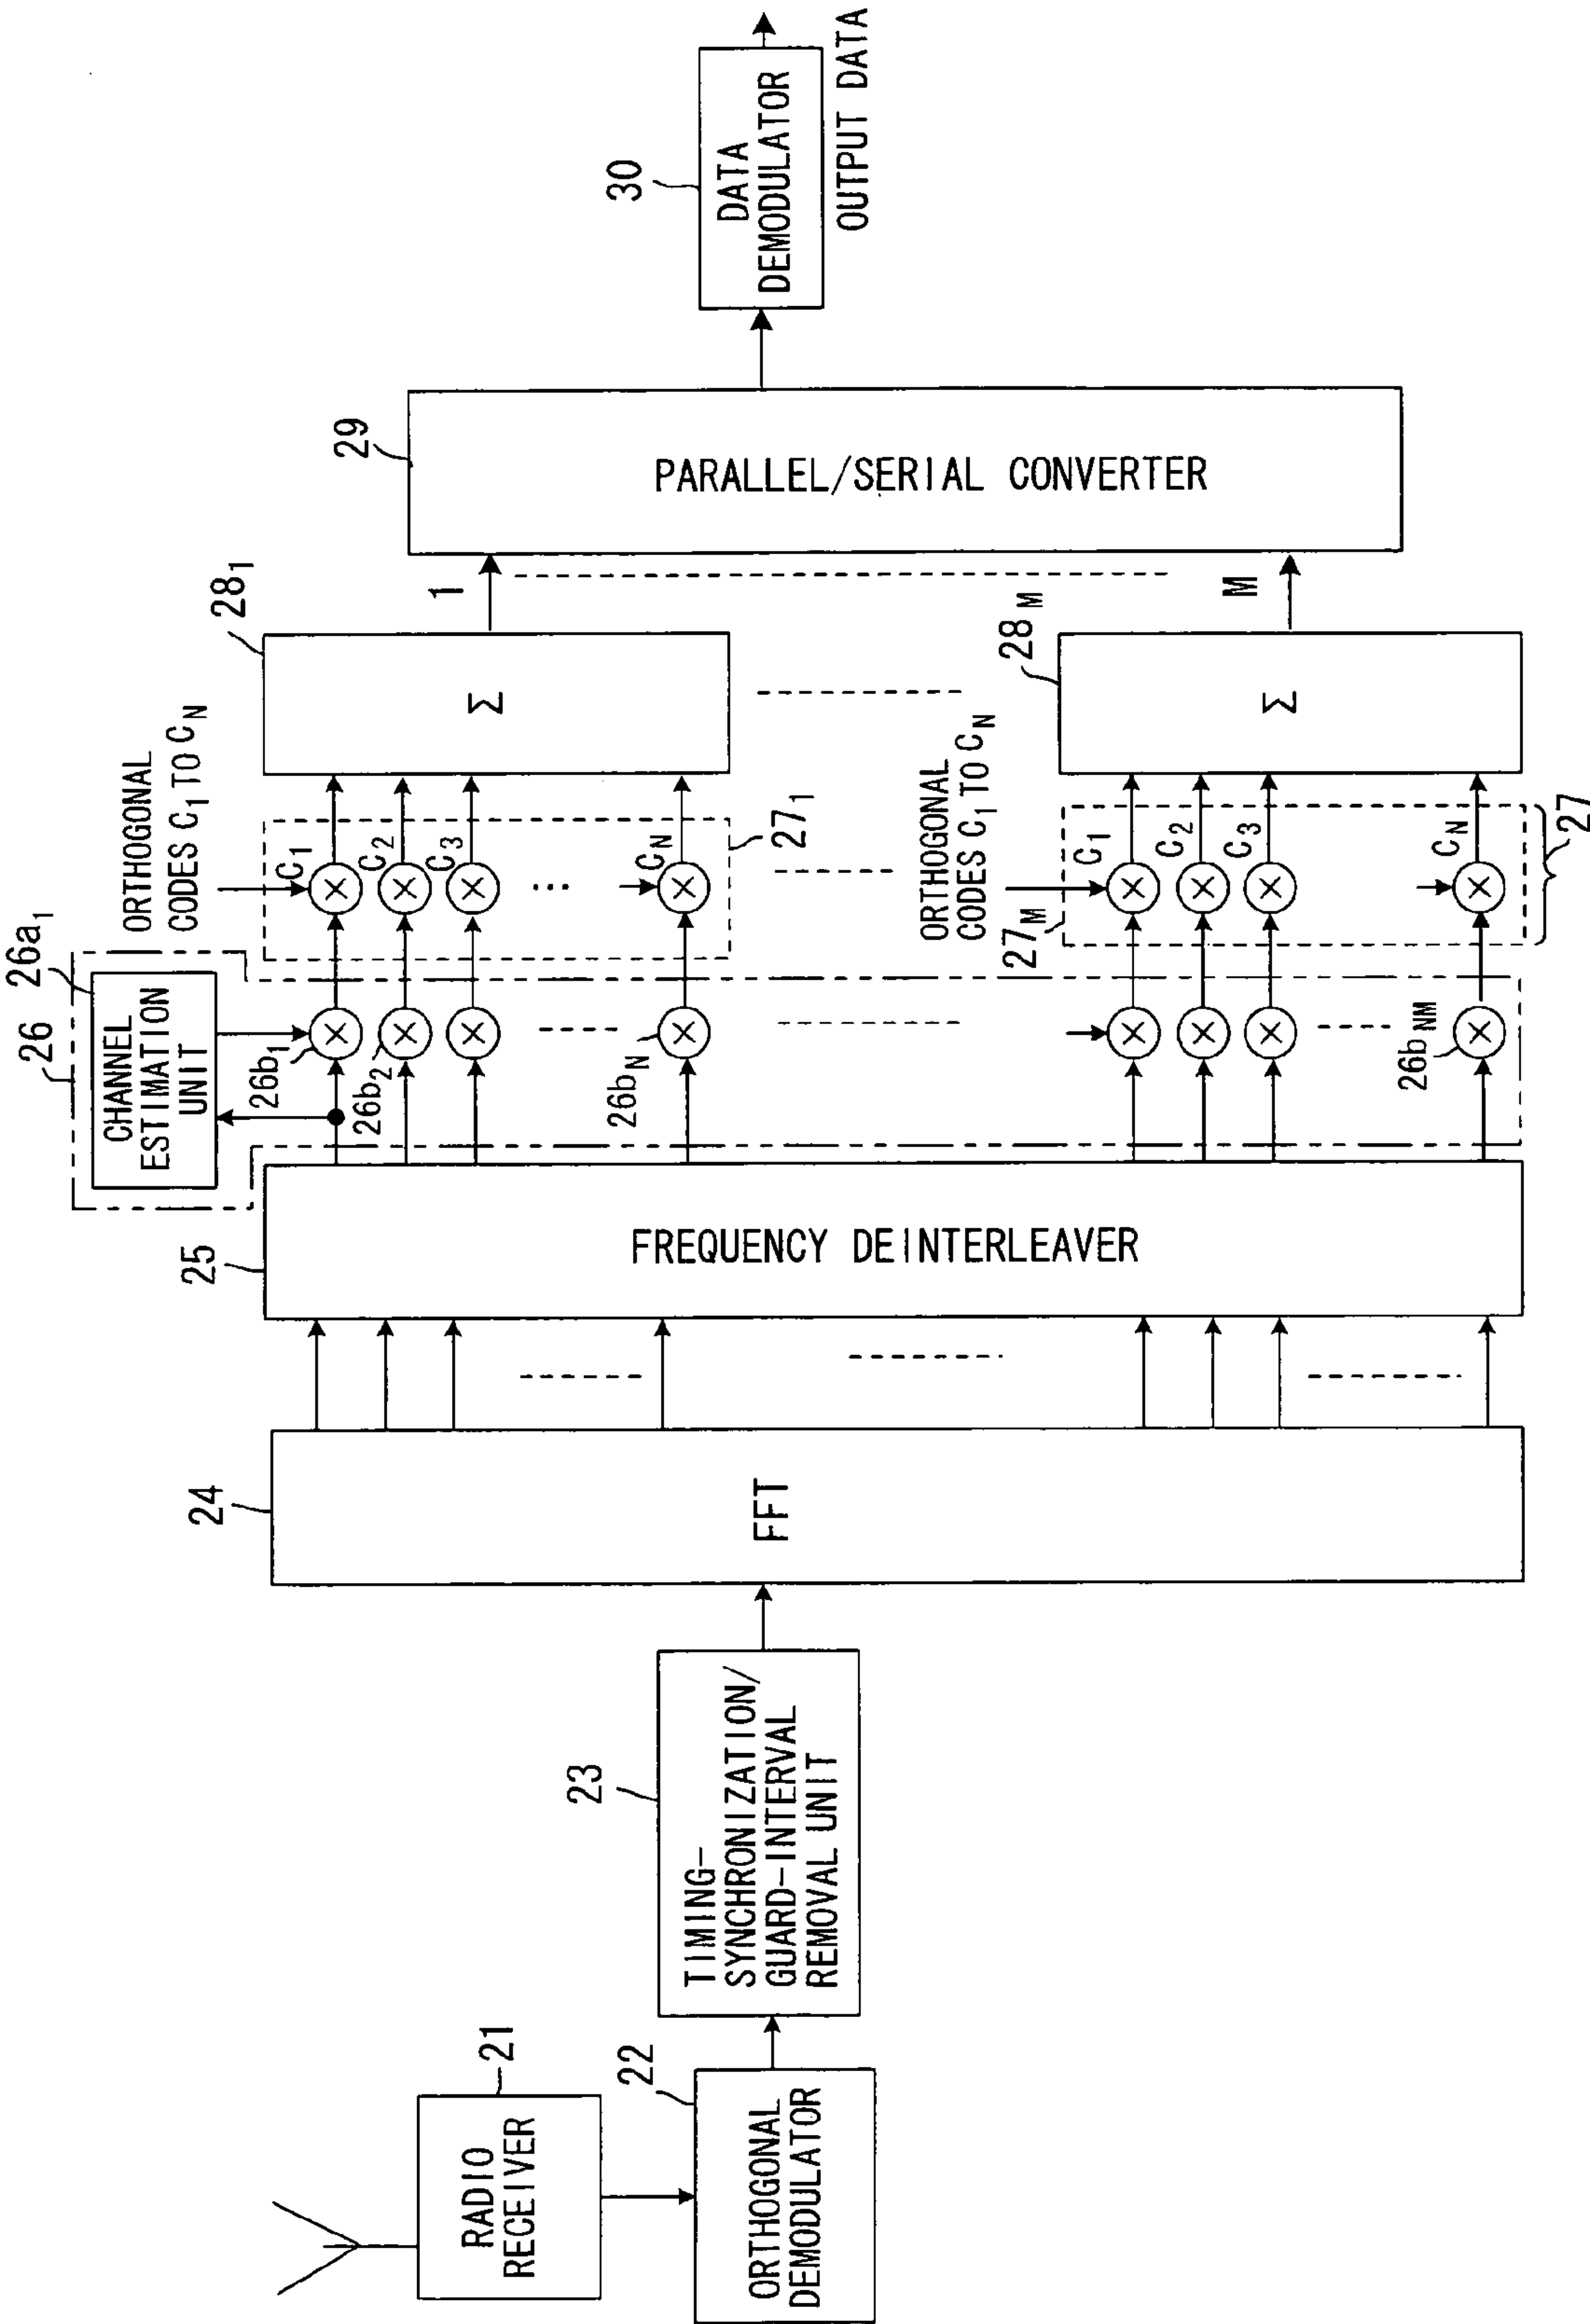 21
RADIO
RECEIVER
22
ORTHOGONAL
DEMODULATOR
23
TIMING-
SYNCHRONIZATION/
GUARD-INTERVAL
REMOVAL UNIT
24
FFT
25
FREQUENCY DEINTERLEAVER
26
26a1
CHANNEL
ESTIMATION
UNIT
26b1
26b2
26bN
26bNM
ORTHOGONAL
CODES C1 TO CN
C1
C2
C3
...
CN
271
ORTHOGONAL
CODES C1 TO CN
27M
C1
C2
C3
CN
27
281
Σ
28M
Σ
1
M
29
PARALLEL/SERIAL CONVERTER
30
DATA
DEMODULATOR
OUTPUT DATA